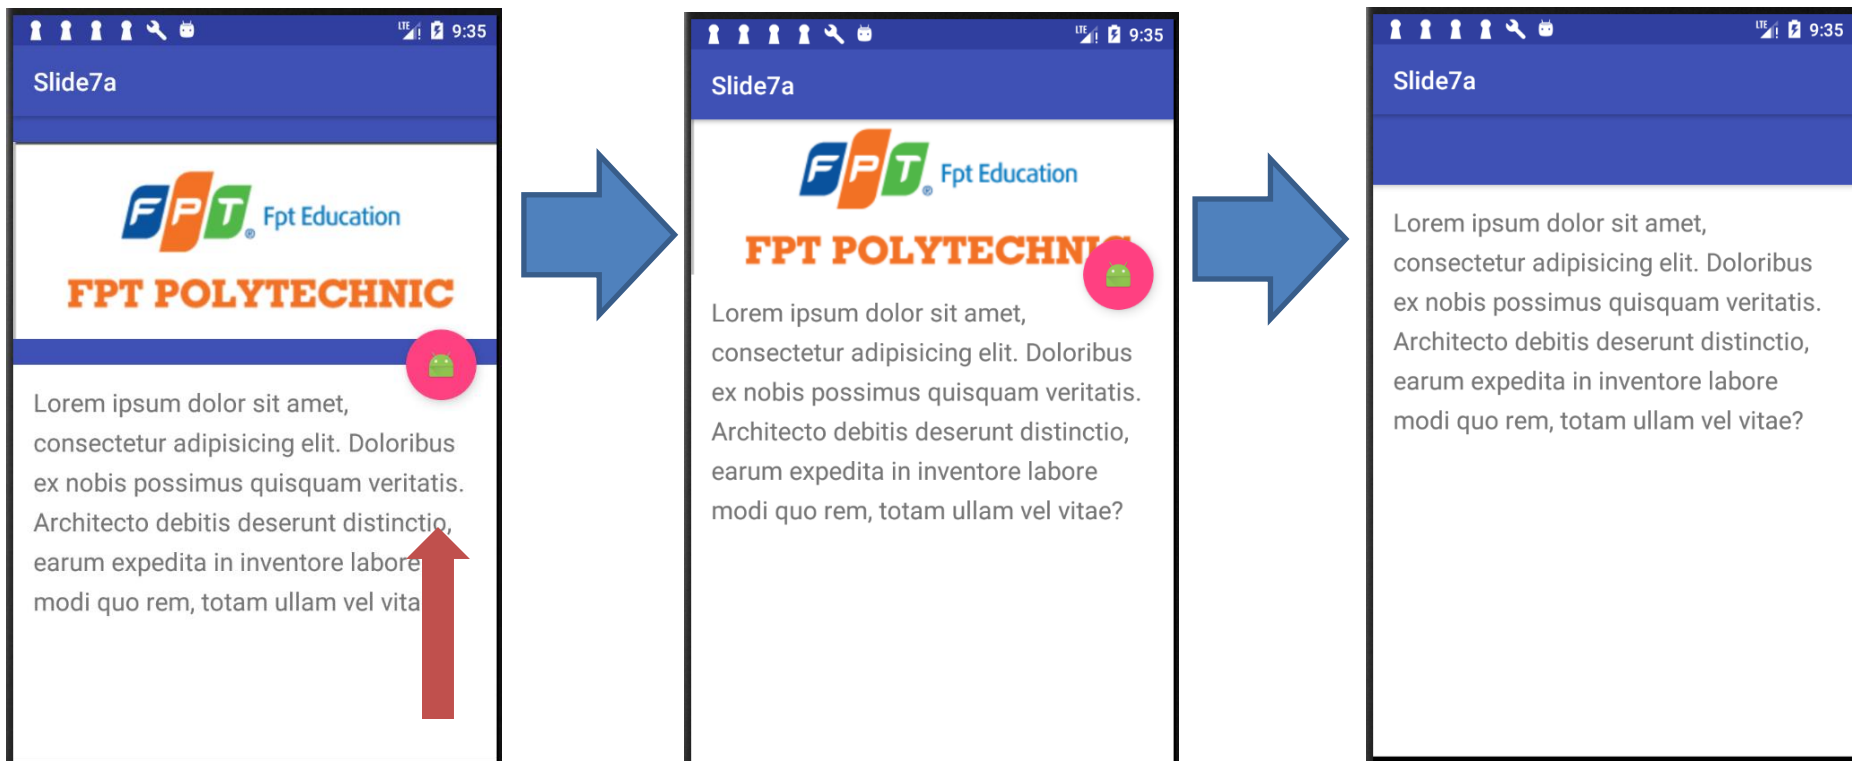 LTE 9:35
Slide7a
FPT® Fpt Education
FPT POLYTECHNIC
Lorem ipsum dolor sit amet,
consectetur adipisicing elit. Doloribus
ex nobis possimus quisquam veritatis.
Architecto debitis deserunt distinctio,
earum expedita in inventore labore
modi quo rem, totam ullam vel vita
LTE 9:35
Slide7a
FPT® Fpt Education
FPT POLYTECHNIC
Lorem ipsum dolor sit amet,
consectetur adipisicing elit. Doloribus
ex nobis possimus quisquam veritatis.
Architecto debitis deserunt distinctio,
earum expedita in inventore labore
modi quo rem, totam ullam vel vitae?
LTE 9:35
Slide7a
Lorem ipsum dolor sit amet,
consectetur adipisicing elit. Doloribus
ex nobis possimus quisquam veritatis.
Architecto debitis deserunt distinctio,
earum expedita in inventore labore
modi quo rem, totam ullam vel vitae?